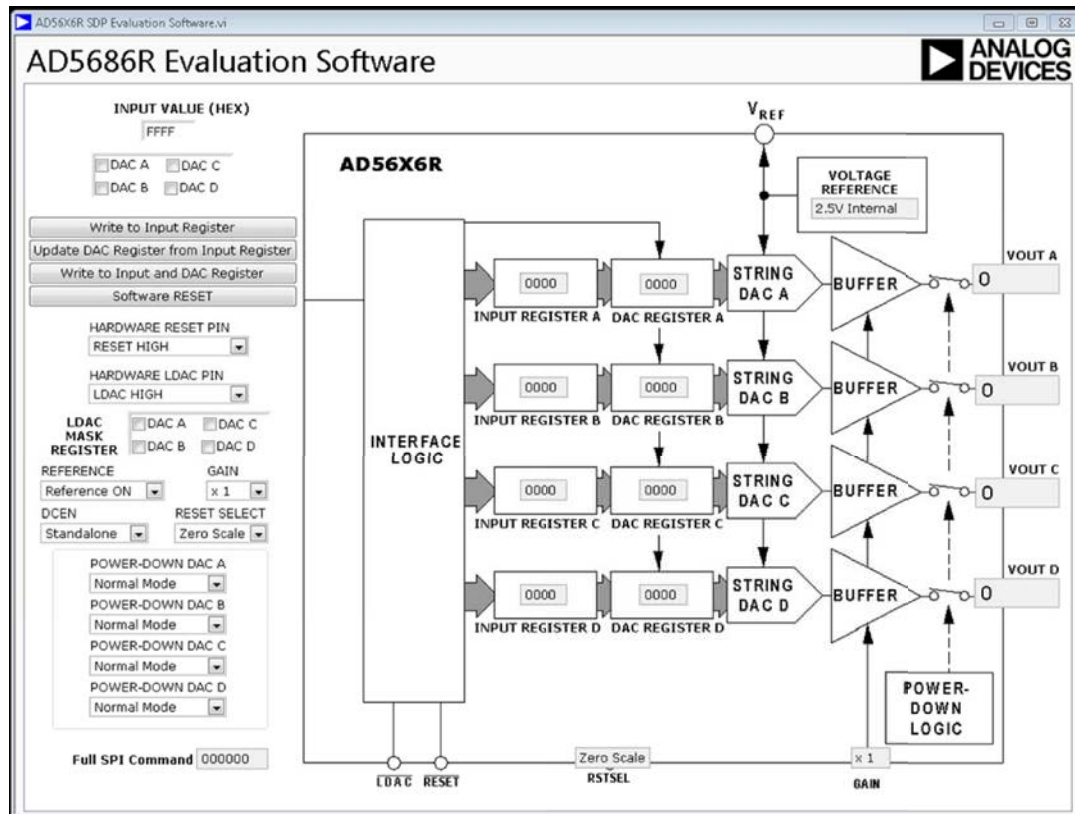 AD56X6R SDP Evaluation Software.vi
AD5686R Evaluation Software
ANALOG
DEVICES
INPUT VALUE (HEX)
FFFF
DAC A DAC C
DAC B DAC D
Write to Input Register
Update DAC Register from Input Register
Write to Input and DAC Register
Software RESET
HARDWARE RESET PIN
RESET HIGH
HARDWARE LDAC PIN
LDAC HIGH
LDAC
MASK
REGISTER
DAC A DAC C
DAC B DAC D
REFERENCE GAIN
Reference ON x 1
DCEN RESET SELECT
Standalone Zero Scale
POWER-DOWN DAC A
Normal Mode
POWER-DOWN DAC B
Normal Mode
POWER-DOWN DAC C
Normal Mode
POWER-DOWN DAC D
Normal Mode
Full SPI Command 000000
VREF
AD56X6R
VOLTAGE
REFERENCE
2.5V Internal
INTERFACE
LOGIC
0000 0000
STRING
DAC A
BUFFER
VOUT A
0
INPUT REGISTER A DAC REGISTER A
0000 0000
STRING
DAC B
BUFFER
VOUT B
0
INPUT REGISTER B DAC REGISTER B
0000 0000
STRING
DAC C
BUFFER
VOUT C
0
INPUT REGISTER C DAC REGISTER C
0000 0000
STRING
DAC D
BUFFER
VOUT D
0
INPUT REGISTER D DAC REGISTER D
POWER-
DOWN
LOGIC
LDAC RESET
Zero Scale
RSTSEL
x 1
GAIN